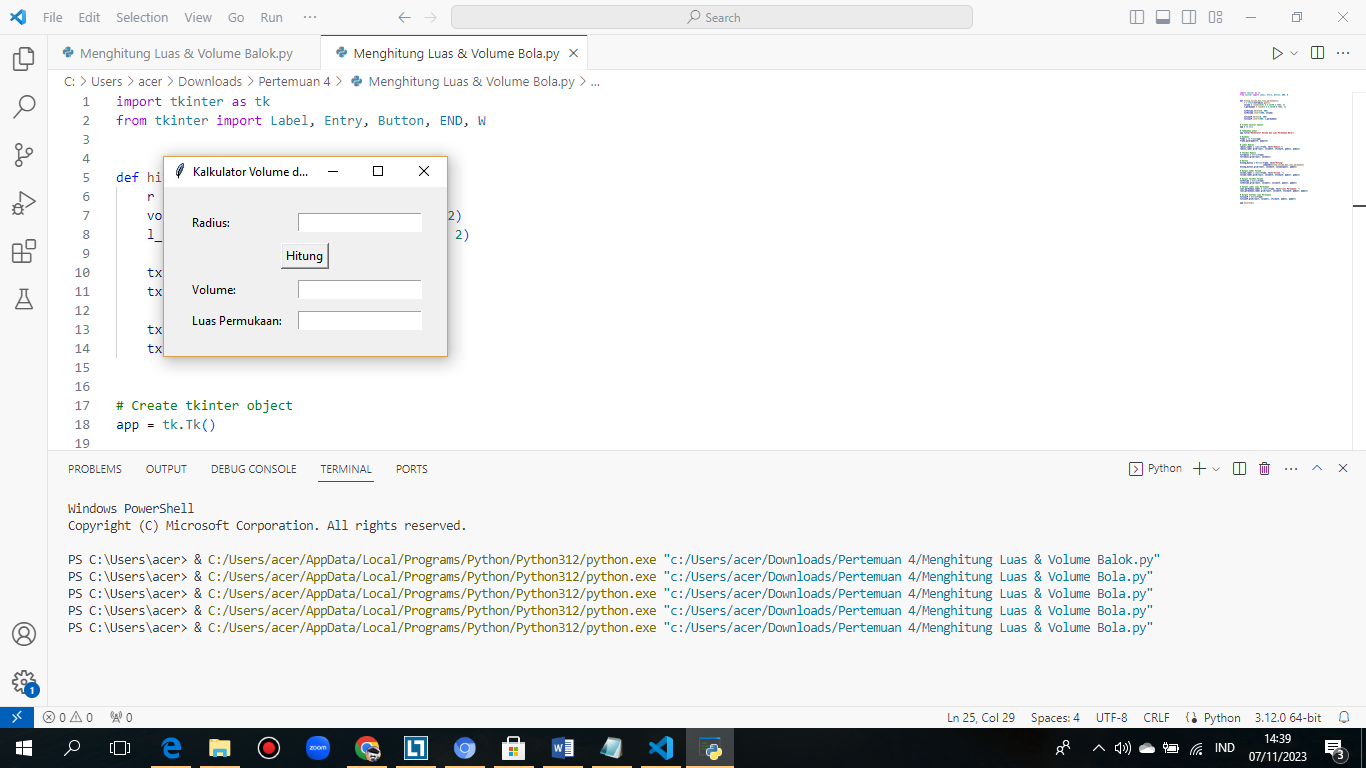 File Edit Selection View Go Run ··· Search
Menghitung Luas & Volume Balok.py Menghitung Luas & Volume Bola.py
C: > Users > acer > Downloads > Pertemuan 4 > Menghitung Luas & Volume Bola.py > ...
1 import tkinter as tk
2 from tkinter import Label, Entry, Button, END, W
3
4
5 def hi
6 r
7 vo 2)
8 l_ 2)
9
10 tx
11 tx
12
13 tx
14 tx
15
16
17 # Create tkinter object
18 app = tk.Tk()
19
Kalkulator Volume d...
Radius:
Hitung
Volume:
Luas Permukaan:
PROBLEMS OUTPUT DEBUG CONSOLE TERMINAL PORTS Python
Windows PowerShell
Copyright (C) Microsoft Corporation. All rights reserved.
PS C:\Users\acer> & C:/Users/acer/AppData/Local/Programs/Python/Python312/python.exe "c:/Users/acer/Downloads/Pertemuan 4/Menghitung Luas & Volume Balok.py"
PS C:\Users\acer> & C:/Users/acer/AppData/Local/Programs/Python/Python312/python.exe "c:/Users/acer/Downloads/Pertemuan 4/Menghitung Luas & Volume Bola.py"
PS C:\Users\acer> & C:/Users/acer/AppData/Local/Programs/Python/Python312/python.exe "c:/Users/acer/Downloads/Pertemuan 4/Menghitung Luas & Volume Bola.py"
PS C:\Users\acer> & C:/Users/acer/AppData/Local/Programs/Python/Python312/python.exe "c:/Users/acer/Downloads/Pertemuan 4/Menghitung Luas & Volume Bola.py"
PS C:\Users\acer> & C:/Users/acer/AppData/Local/Programs/Python/Python312/python.exe "c:/Users/acer/Downloads/Pertemuan 4/Menghitung Luas & Volume Bola.py"
1
0 0 0 Ln 25, Col 29 Spaces: 4 UTF-8 CRLF Python 3.12.0 64-bit
zoom IND 14:39
07/11/2023 3